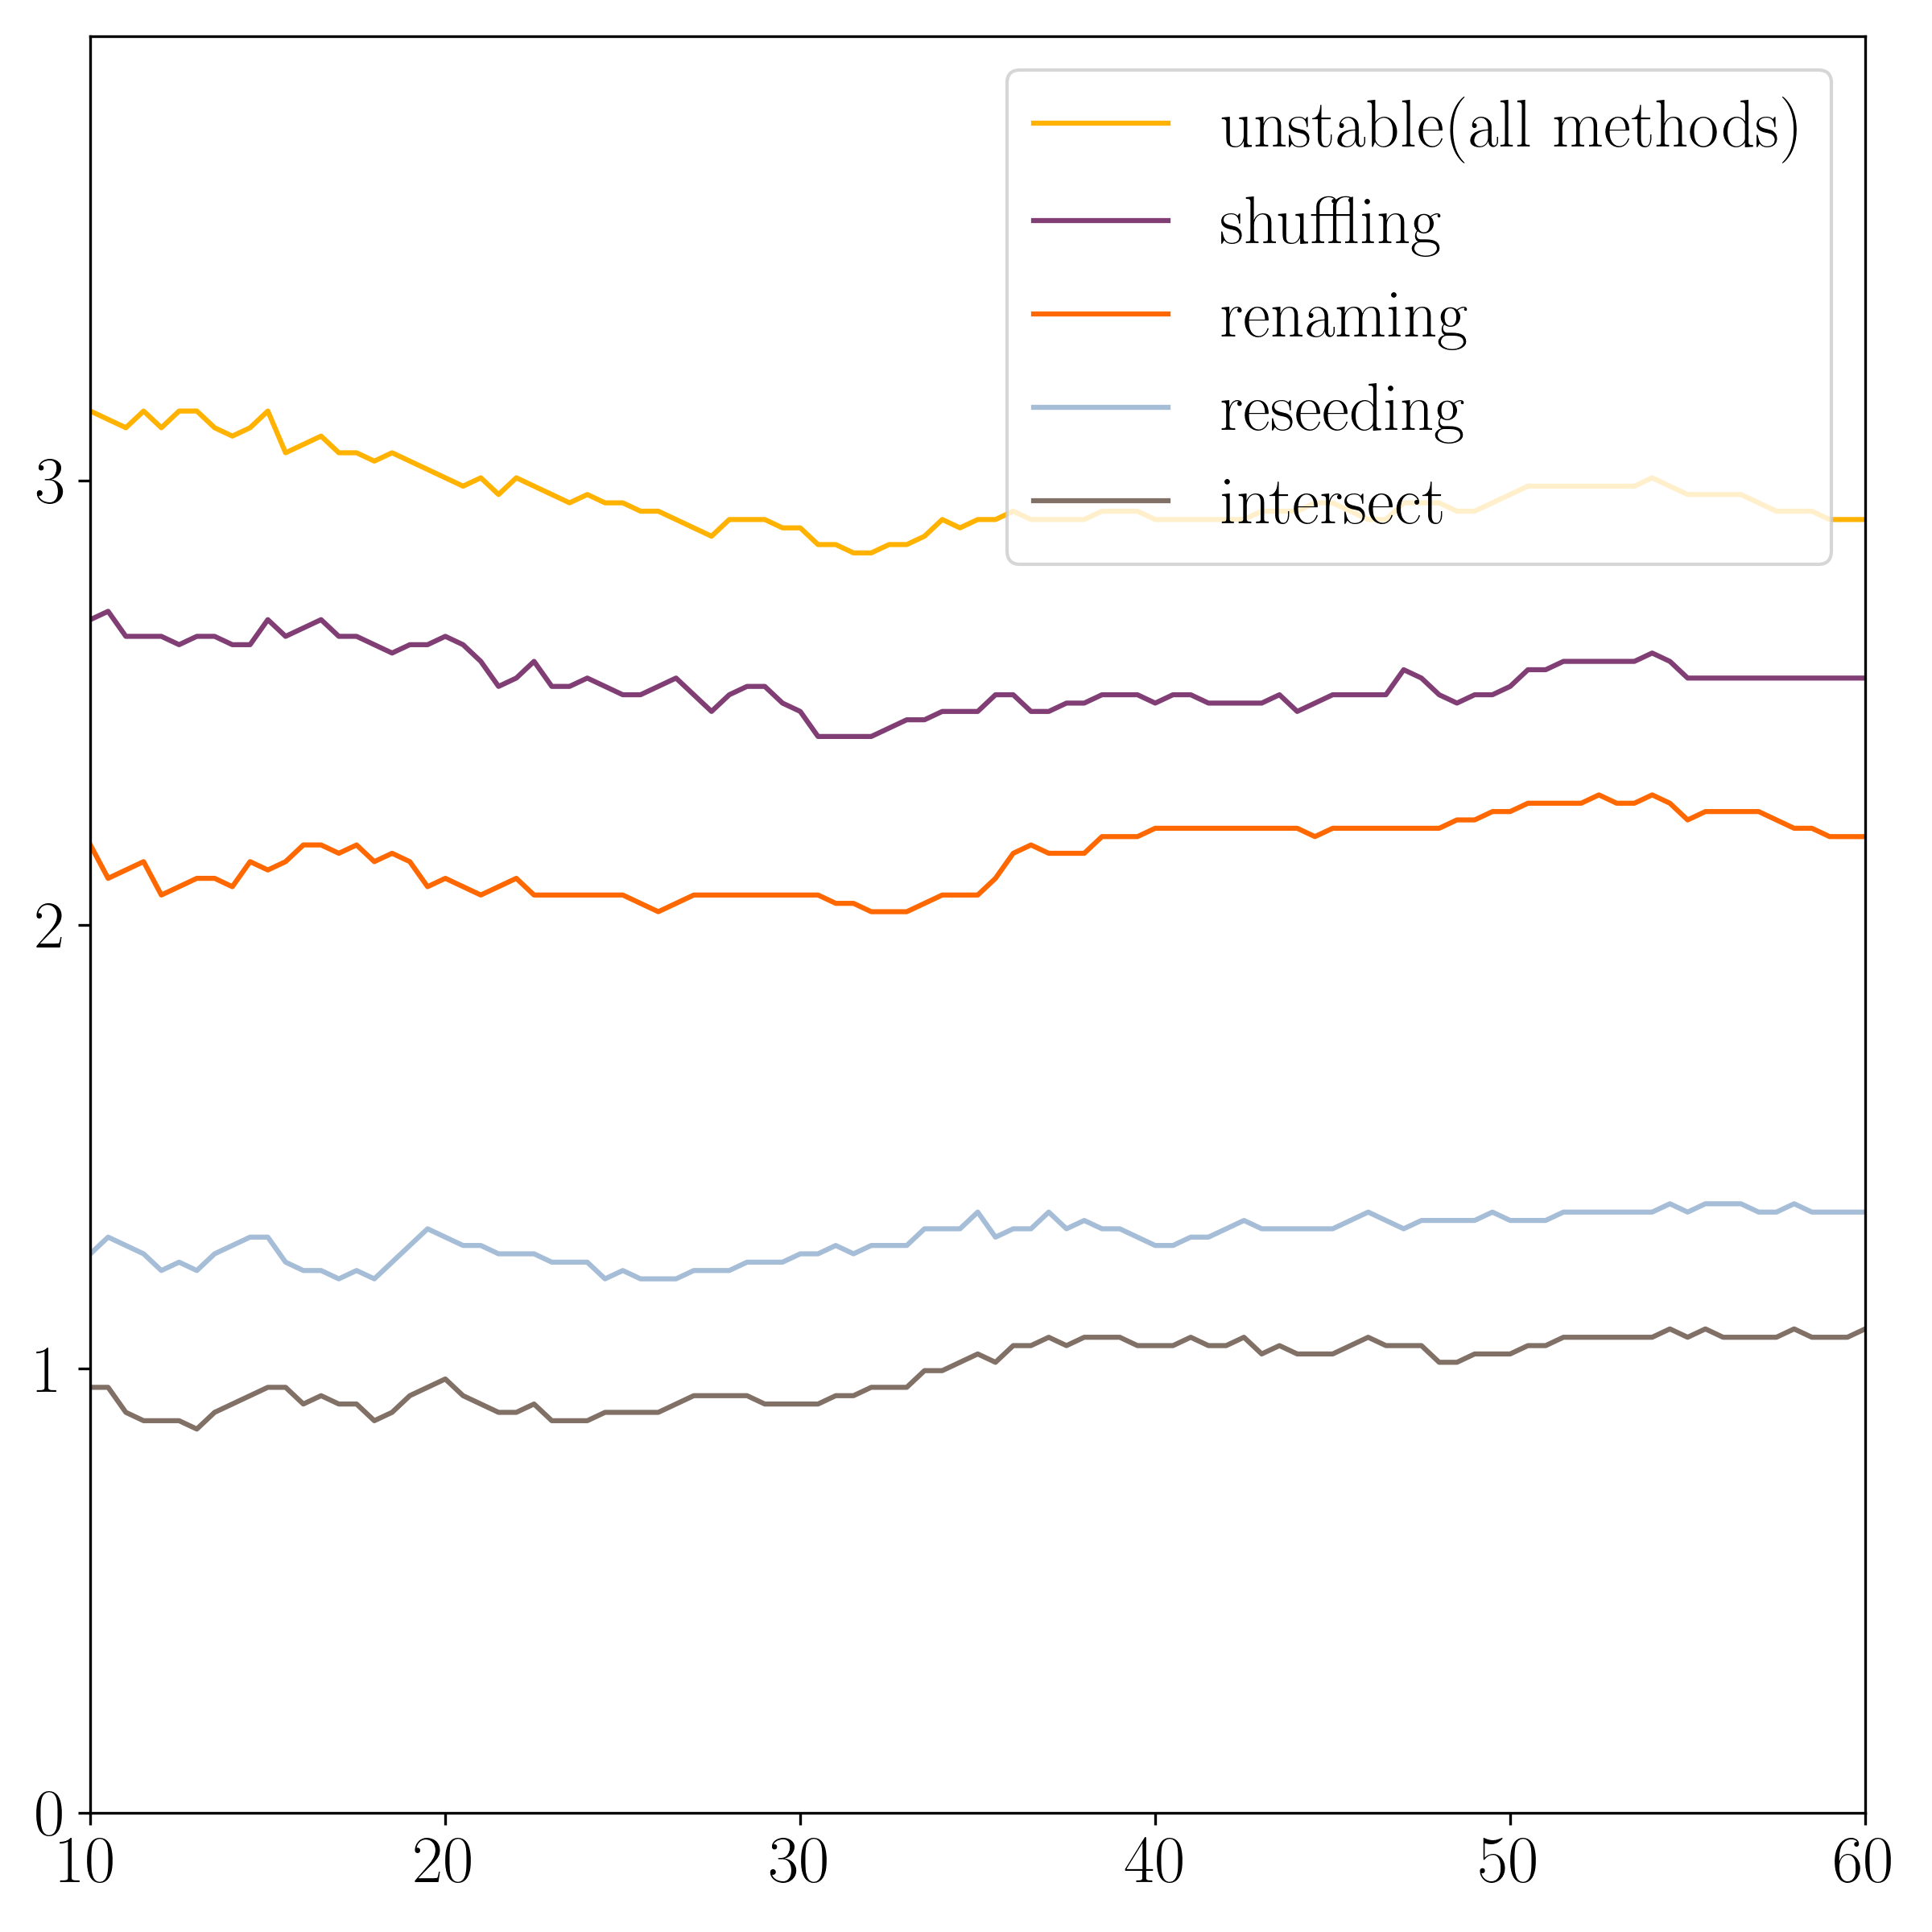 unstable(all methods)
shuffling
renaming
reseeding
intersect
3
2
1
0
10 20 30 40 50 60